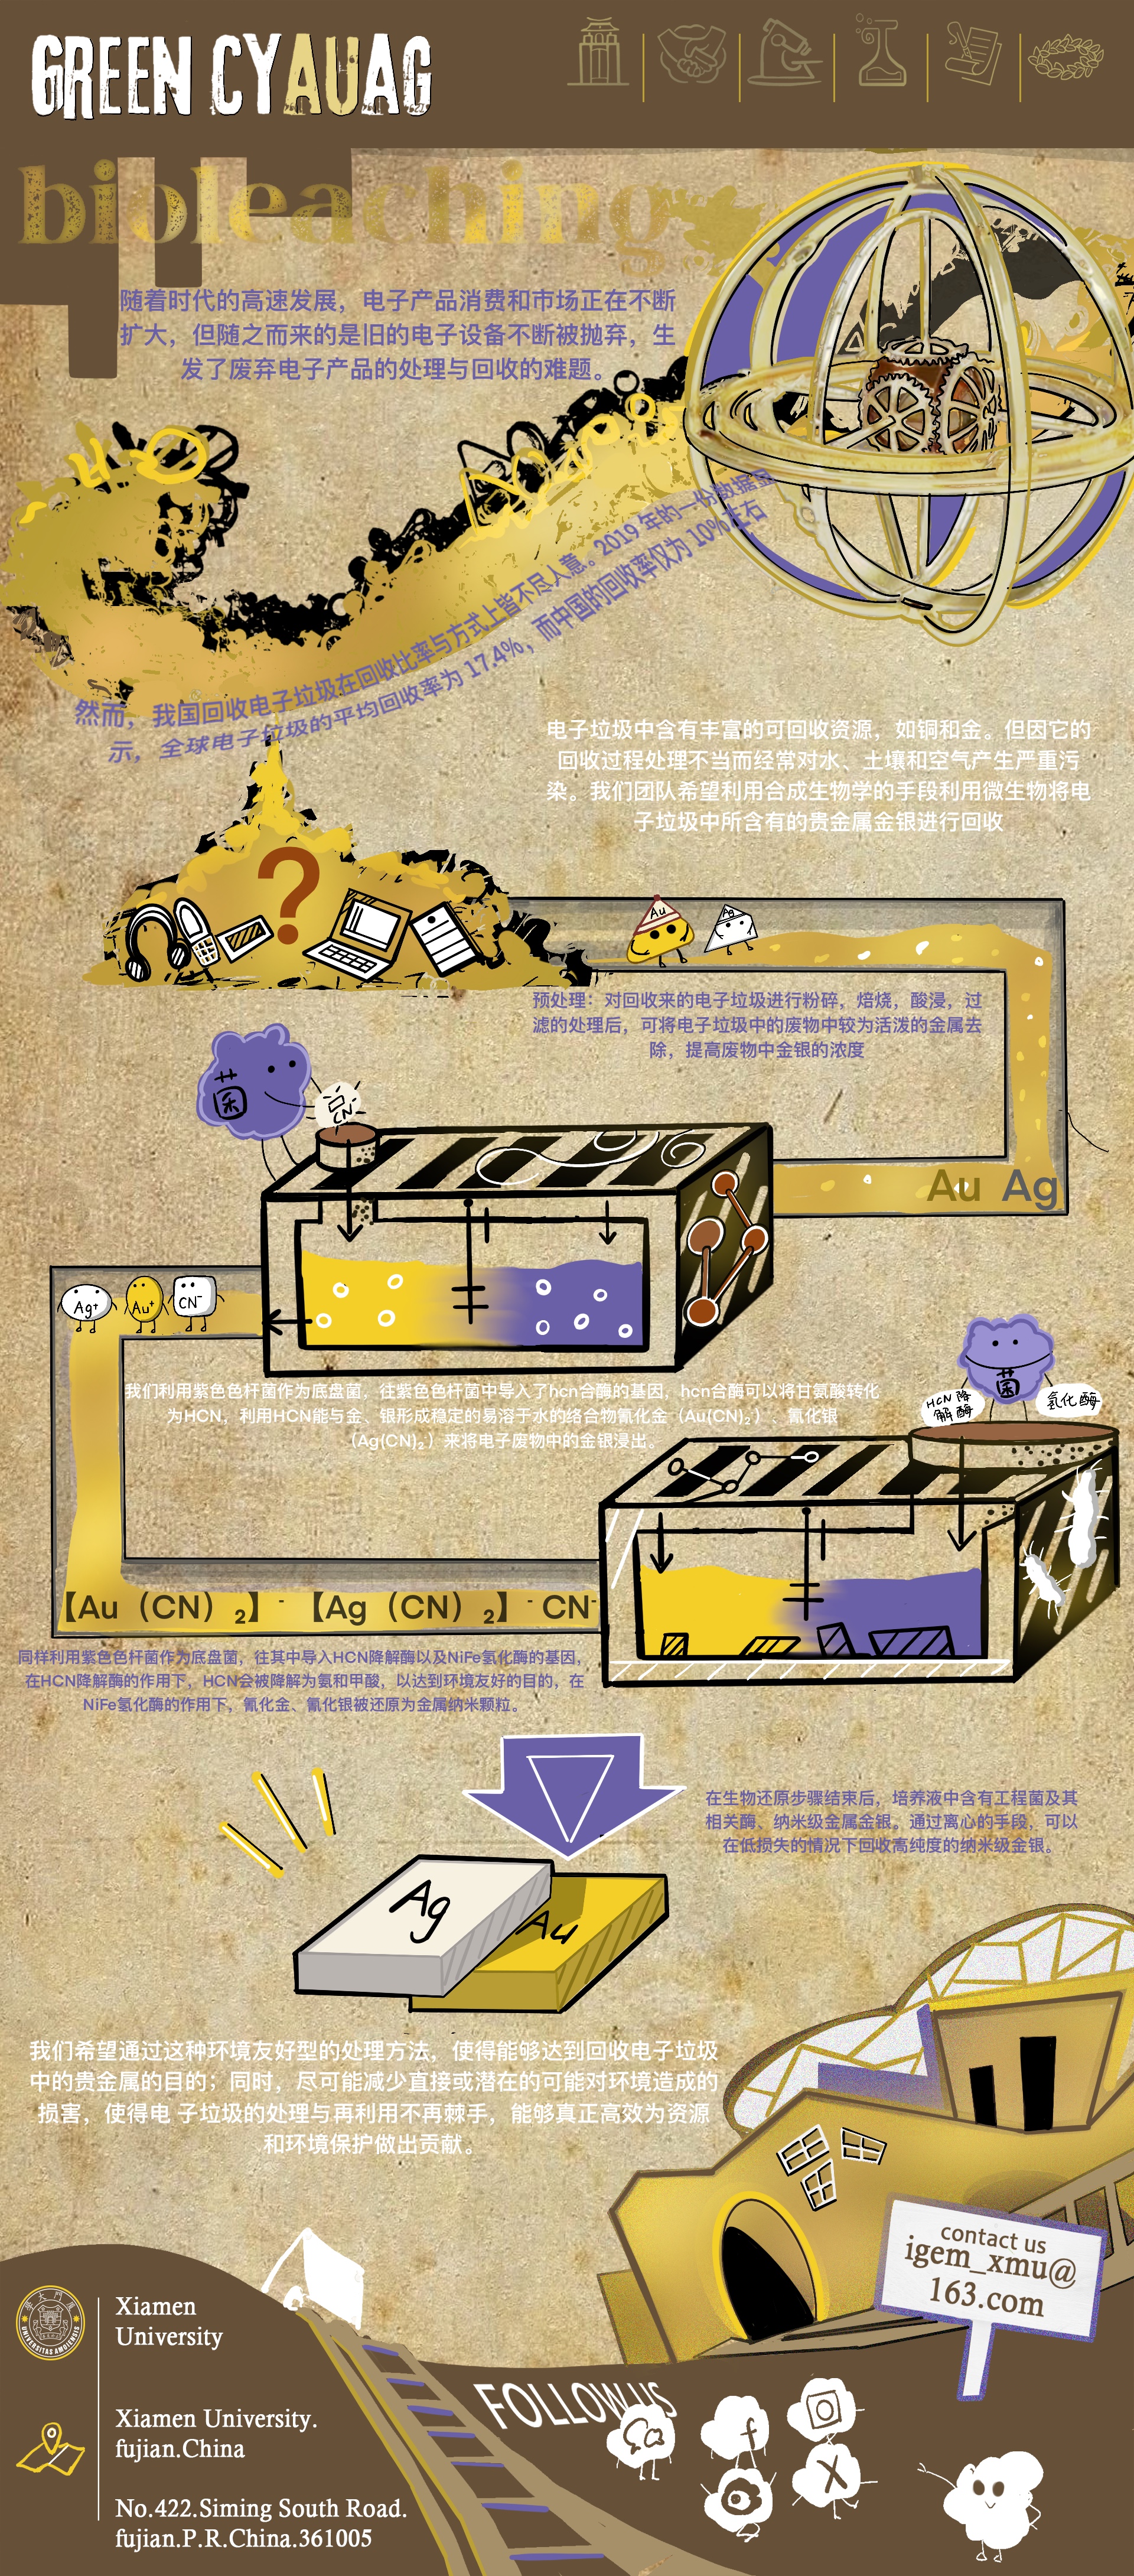 GREEN CYAUAG
bioleaching
随着时代的高速发展，电子产品消费和市场正在不断
扩大，但随之而来的是旧的电子设备不断被抛弃，生
发了废弃电子产品的处理与回收的难题。
然而，我国回收电子垃圾在回收比率与方式上皆不尽人意。2019 年的一份数据显
示，全球电子垃圾的平均回收率为 17.4%，而中国的回收率仅为 10%左右
电子垃圾中含有丰富的可回收资源，如铜和金。但因它的
回收过程处理不当而经常对水、土壤和空气产生严重污
染。我们团队希望利用合成生物学的手段利用微生物将电
子垃圾中所含有的贵金属金银进行回收
?
Au
Ag
预处理：对回收来的电子垃圾进行粉碎，焙烧，酸浸，过
滤的处理后，可将电子垃圾中的废物中较为活泼的金属去
除，提高废物中金银的浓度
菌
CN
Au Ag
Ag⁺
Au⁺
CN⁻
我们利用紫色色杆菌作为底盘菌，往紫色色杆菌中导入了hcn合酶的基因，hcn合酶可以将甘氨酸转化
为HCN，利用HCN能与金、银形成稳定的易溶于水的络合物氰化金（Au(CN)₂⁻）、氰化银
（Ag(CN)₂⁻）来将电子废物中的金银浸出。
菌
HCN 降
解酶
氢化酶
【Au（CN）₂】⁻ 【Ag（CN）₂】⁻ CN⁻
同样利用紫色色杆菌作为底盘菌，往其中导入HCN降解酶以及NiFe氢化酶的基因，
在HCN降解酶的作用下，HCN会被降解为氨和甲酸，以达到环境友好的目的，在
NiFe氢化酶的作用下，氰化金、氰化银被还原为金属纳米颗粒。
在生物还原步骤结束后，培养液中含有工程菌及其
相关酶、纳米级金属金银。通过离心的手段，可以
在低损失的情况下回收高纯度的纳米级金银。
Ag
Au
我们希望通过这种环境友好型的处理方法，使得能够达到回收电子垃圾
中的贵金属的目的；同时，尽可能减少直接或潜在的可能对环境造成的
损害，使得电 子垃圾的处理与再利用不再棘手，能够真正高效为资源
和环境保护做出贡献。
contact us
igem_xmu@
163.com
Xiamen
University
Xiamen University.
fujian.China
No.422.Siming South Road.
fujian.P.R.China.361005
FOLLOW US
f
X